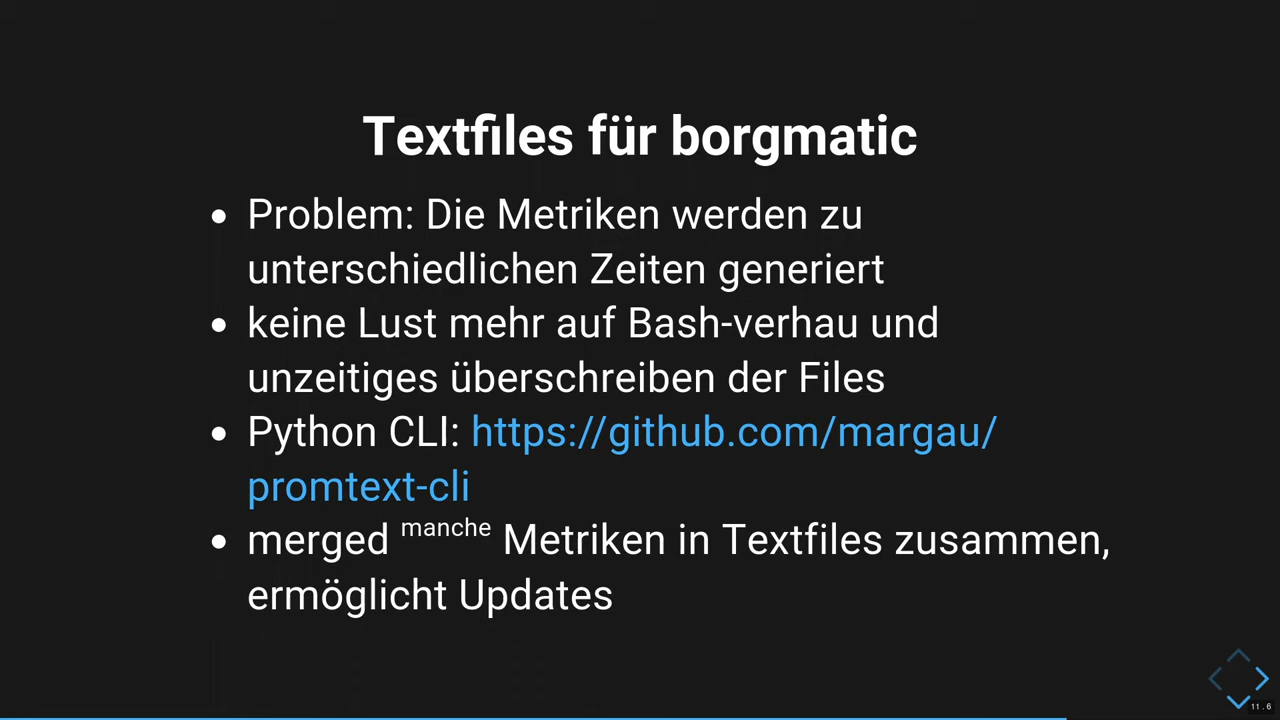 Textfiles für borgmatic
Problem: Die Metriken werden zu
unterschiedlichen Zeiten generiert
keine Lust mehr auf Bash-verhau und
unzeitiges überschreiben der Files
Python CLI: https://github.com/margau/
promtext-cli
merged manche Metriken in Textfiles zusammen,
ermöglicht Updates
11.6